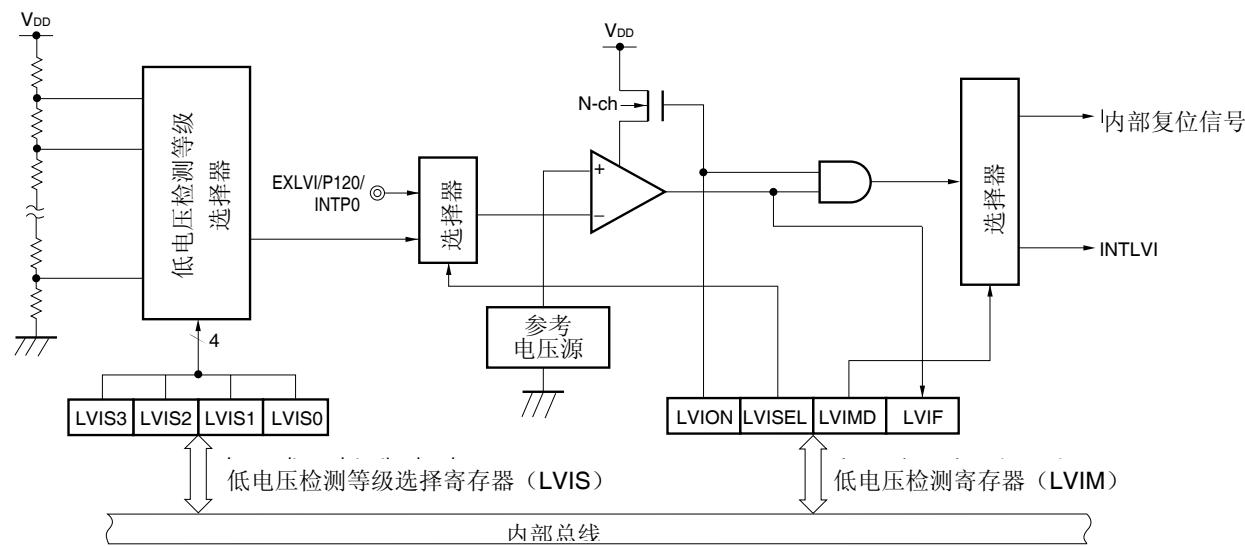 VDD
VDD
N-ch
低电压检测等级
选择器
EXLVI/P120/
INTP0
选择器
+
−
选择器
内部复位信号
INTLVI
参考
电压源
4
LVIS3 LVIS2 LVIS1 LVIS0
LVION LVISEL LVIMD LVIF
低电压检测等级选择寄存器（LVIS）
低电压检测寄存器（LVIM）
内部总线